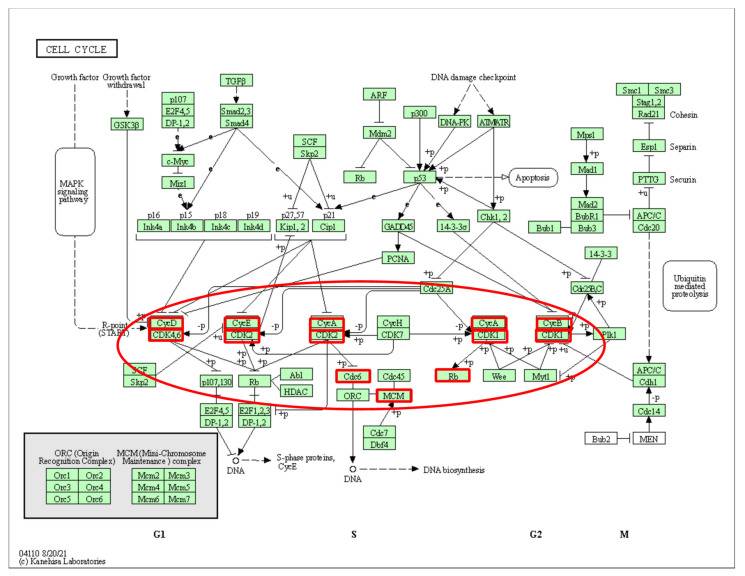 CELL CYCLE
Growth factor
Growth factor
withdrawal
TGFβ
DNA damage checkpoint
Smc1
Smc3
Stag1,2
Rad21
Cohesin
p107
E2F4,5
DP-1,2
Smad2,3
Smad4
ARF
p300
DNA-PK
ATM/ATR
GSK3β
Mdm2
Mps1
SCF
Skp2
Esp1
Separin
c-Myc
Mad1
MAPK
signaling
pathway
Miz1
Rb
p53
Apoptosis
PTTG
Securin
Mad2
BubR1
Bub3
Bub1
APC/C
Cdc20
p16
p15
p18
p19
p27,57
p21
Ink4a
Ink4b
Ink4c
Ink4d
Kip1, 2
Cip1
GADD45
14-3-3σ
Chk1, 2
PCNA
14-3-3
Cdc25A
Cdc25B,C
Ubiquitin
mediated
proteolysis
R-point
(START)
CycD
CDK4,6
CycE
CDK2
CycA
CDK2
CycH
CDK7
CycA
CDK1
CycB
CDK1
Plk1
SCF
Skp2
p107,130
Rb
Abl
HDAC
Cdc6
Cdc45
ORC
MCM
Rb
Wee
Myt1
APC/C
Cdh1
E2F4,5
DP-1,2
E2F1,2,3
DP-1,2
Cdc7
Dbf4
Cdc14
Bub2
MEN
DNA
S-phase proteins,
CycE
DNA
DNA biosynthesis
ORC (Origin
Recognition Complex)
MCM (Mini-Chromosome
Maintenance ) complex
Orc1
Orc2
Mcm2
Mcm3
Orc3
Orc4
Mcm4
Mcm5
Orc5
Orc6
Mcm6
Mcm7
G1
S
G2
M
04110 8/20/21
(c) Kanehisa Laboratories